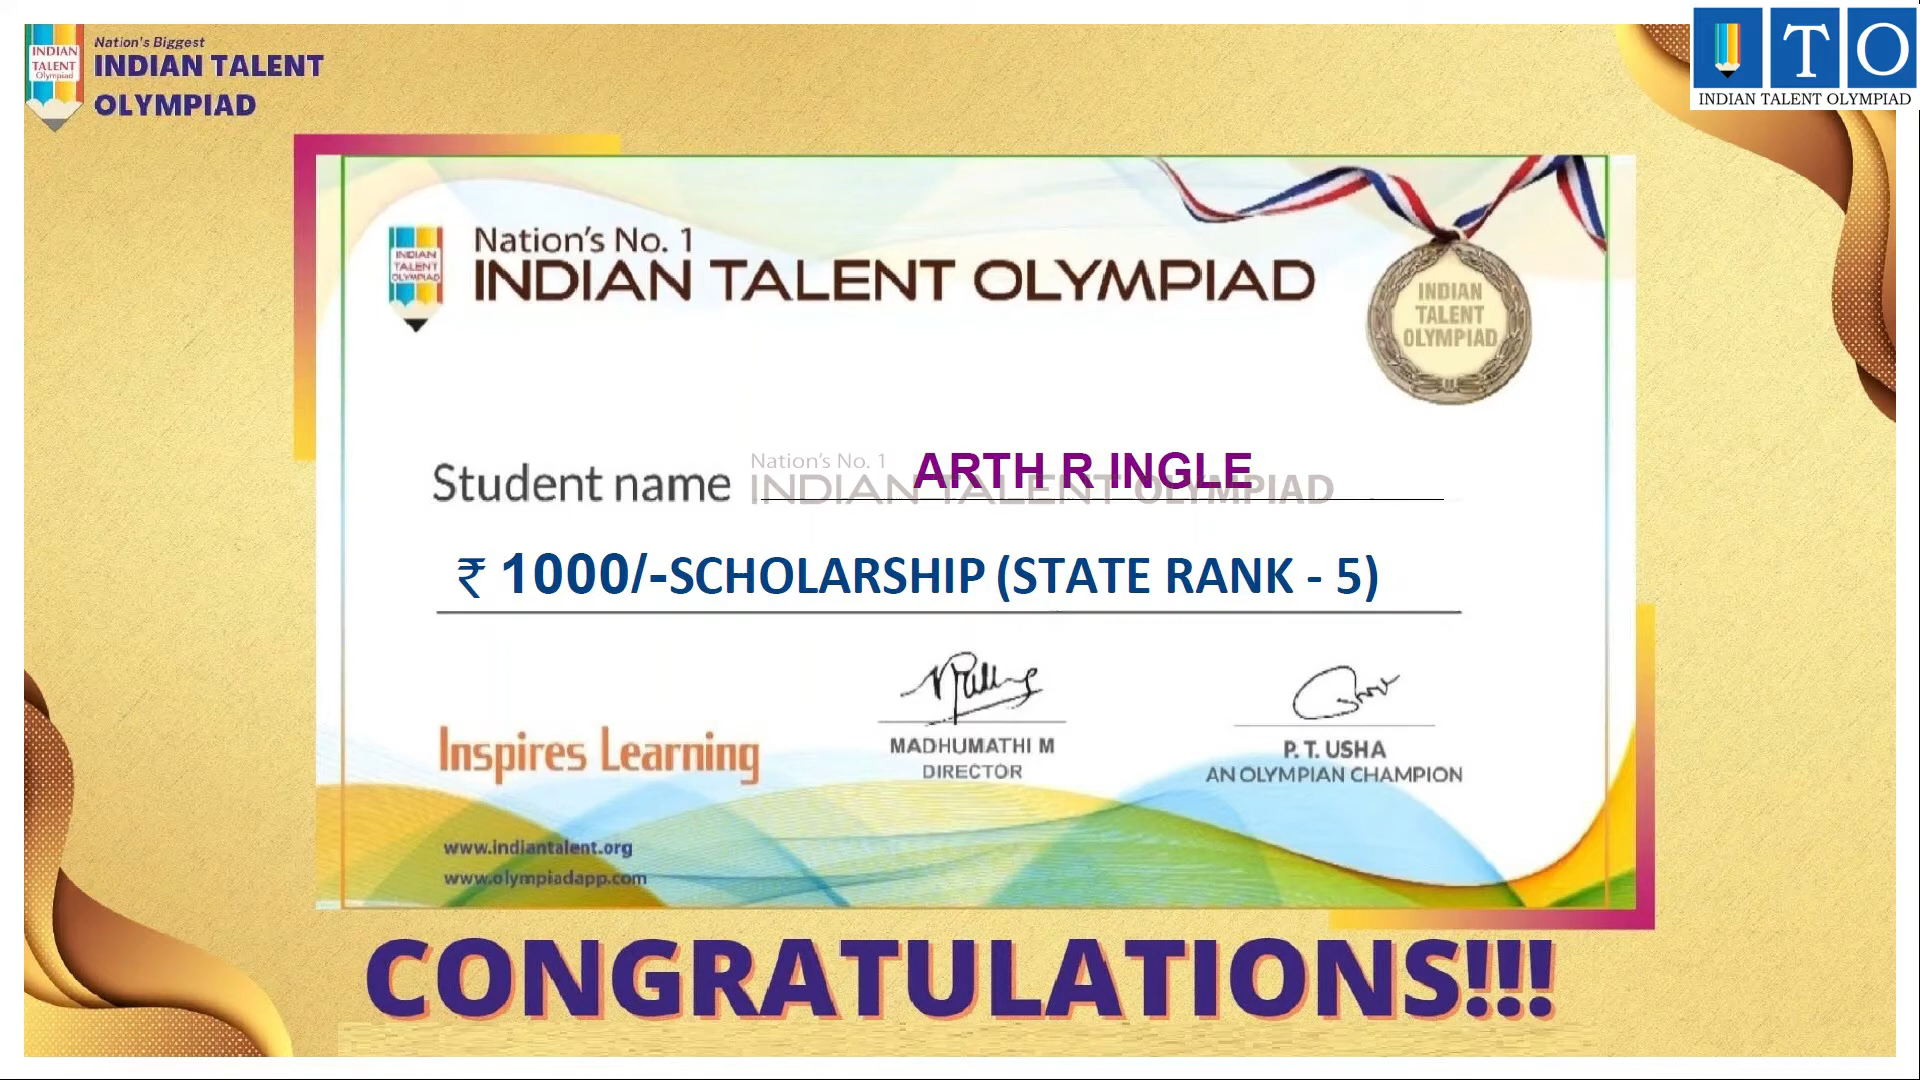 Nation's Biggest
INDIAN TALENT
OLYMPIAD
INDIAN
TALENT
Olympiad
TO
INDIAN TALENT OLYMPIAD
Nation's No. 1
INDIAN TALENT OLYMPIAD
INDIAN
TALENT
OLYMPIAD
INDIAN
TALENT
OLYMPIAD
Student name
ARTH R INGLE
Nation's No. 1
INDIAN TALENT OLYMPIAD
₹ 1000/-SCHOLARSHIP (STATE RANK - 5)
Inspires Learning
MADHUMATHI M
DIRECTOR
P. T. USHA
AN OLYMPIAN CHAMPION
www.indiantalent.org
www.olympiadapp.com
CONGRATULATIONS!!!